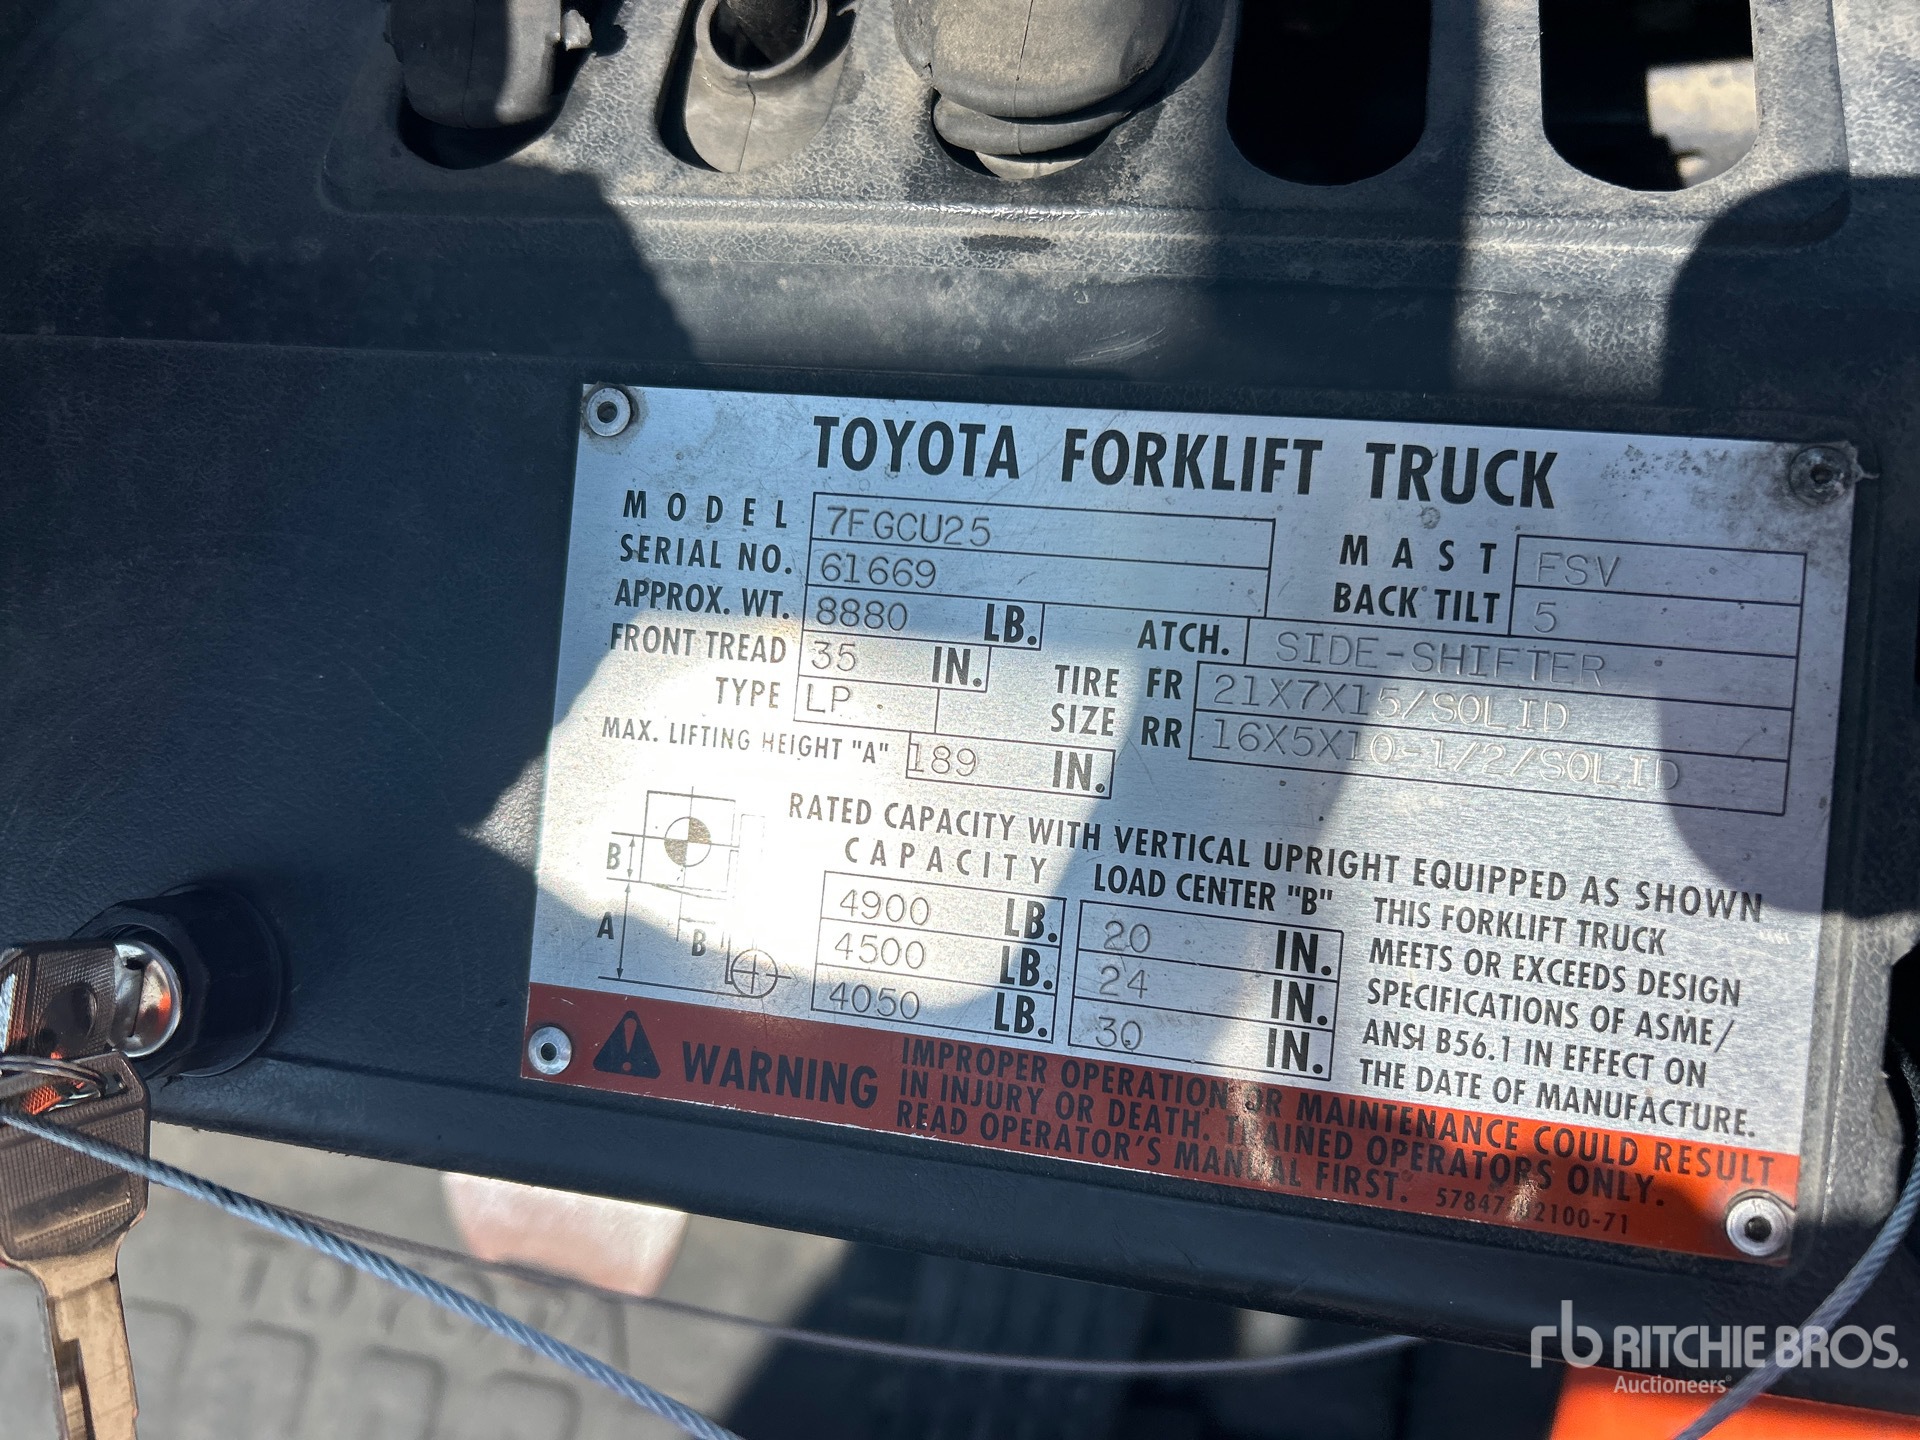 TOYOTA FORKLIFT TRUCK
MODEL 7FGCU25
SERIAL NO. 61669
APPROX. WT. 8880 LB.
FRONT TREAD 35 IN.
TYPE LP
MAX. LIFTING HEIGHT "A" 189 IN.
MAST FSV
BACK TILT 5
ATCH. SIDE-SHIFTER
TIRE SIZE FR 21X7X15/SOLID
RR 16X5X10-1/2/SOLID
RATED CAPACITY WITH VERTICAL UPRIGHT EQUIPPED AS SHOWN
CAPACITY LOAD CENTER "B"
4900 LB. 20 IN.
4500 LB. 24 IN.
4050 LB. 30 IN.
B
A
B
THIS FORKLIFT TRUCK
MEETS OR EXCEEDS DESIGN
SPECIFICATIONS OF ASME/
ANSI B56.1 IN EFFECT ON
THE DATE OF MANUFACTURE.
WARNING
IMPROPER OPERATION OR MAINTENANCE COULD RESULT
IN INJURY OR DEATH. TRAINED OPERATORS ONLY.
READ OPERATOR'S MANUAL FIRST. 57847-02100-71
TOYOTA
rb RITCHIE BROS.
Auctioneers